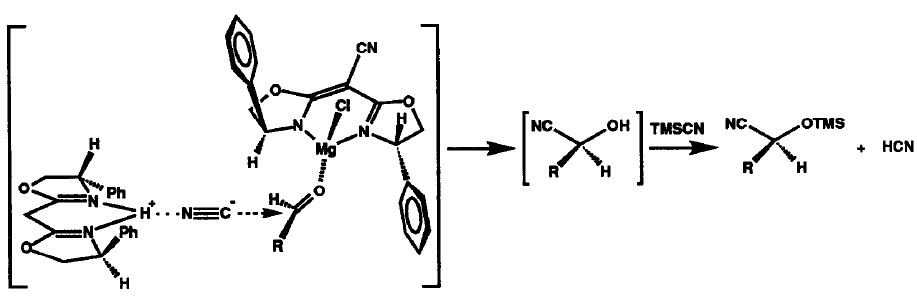 CN
O
Cl
O
N
N
H
Mg
H
H
O
Ph
N
H+ ··· N≡C-
H
O
R
N
Ph
O
H
NC
OH
R
H
TMSCN
NC
OTMS
R
H
+ HCN